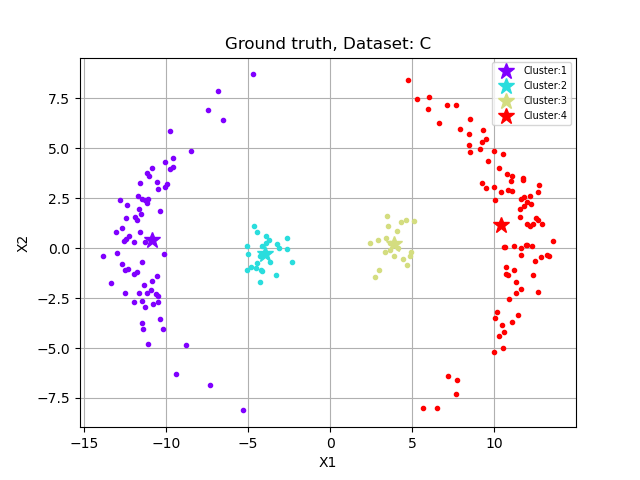 Ground truth, Dataset: C
Cluster:1
Cluster:2
Cluster:3
Cluster:4
7.5
5.0
2.5
0.0
−2.5
−5.0
−7.5
X2
−15
−10
−5
0
5
10
X1